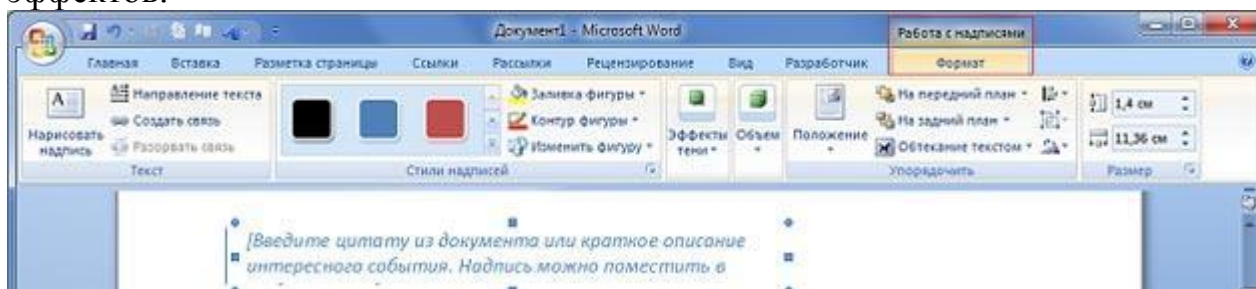 эффектов.
Документ1 - Microsoft Word
Работа с надписями
Главная Вставка Разметка страницы Ссылки Рассылки Рецензирование Вид Разработчик Формат
A
Нарисовать надпись
Направление текста
Создать связь
Разорвать связь
Текст
Заливка фигуры
Контур фигуры
Изменить фигуру
Стили надписей
Эффекты тени
Объем
Положение
На передний план
На задний план
Обтекание текстом
Упорядочить
1,4 см
11,36 см
Размер
[Введите цитату из документа или краткое описание
интересного события. Надпись можно поместить в